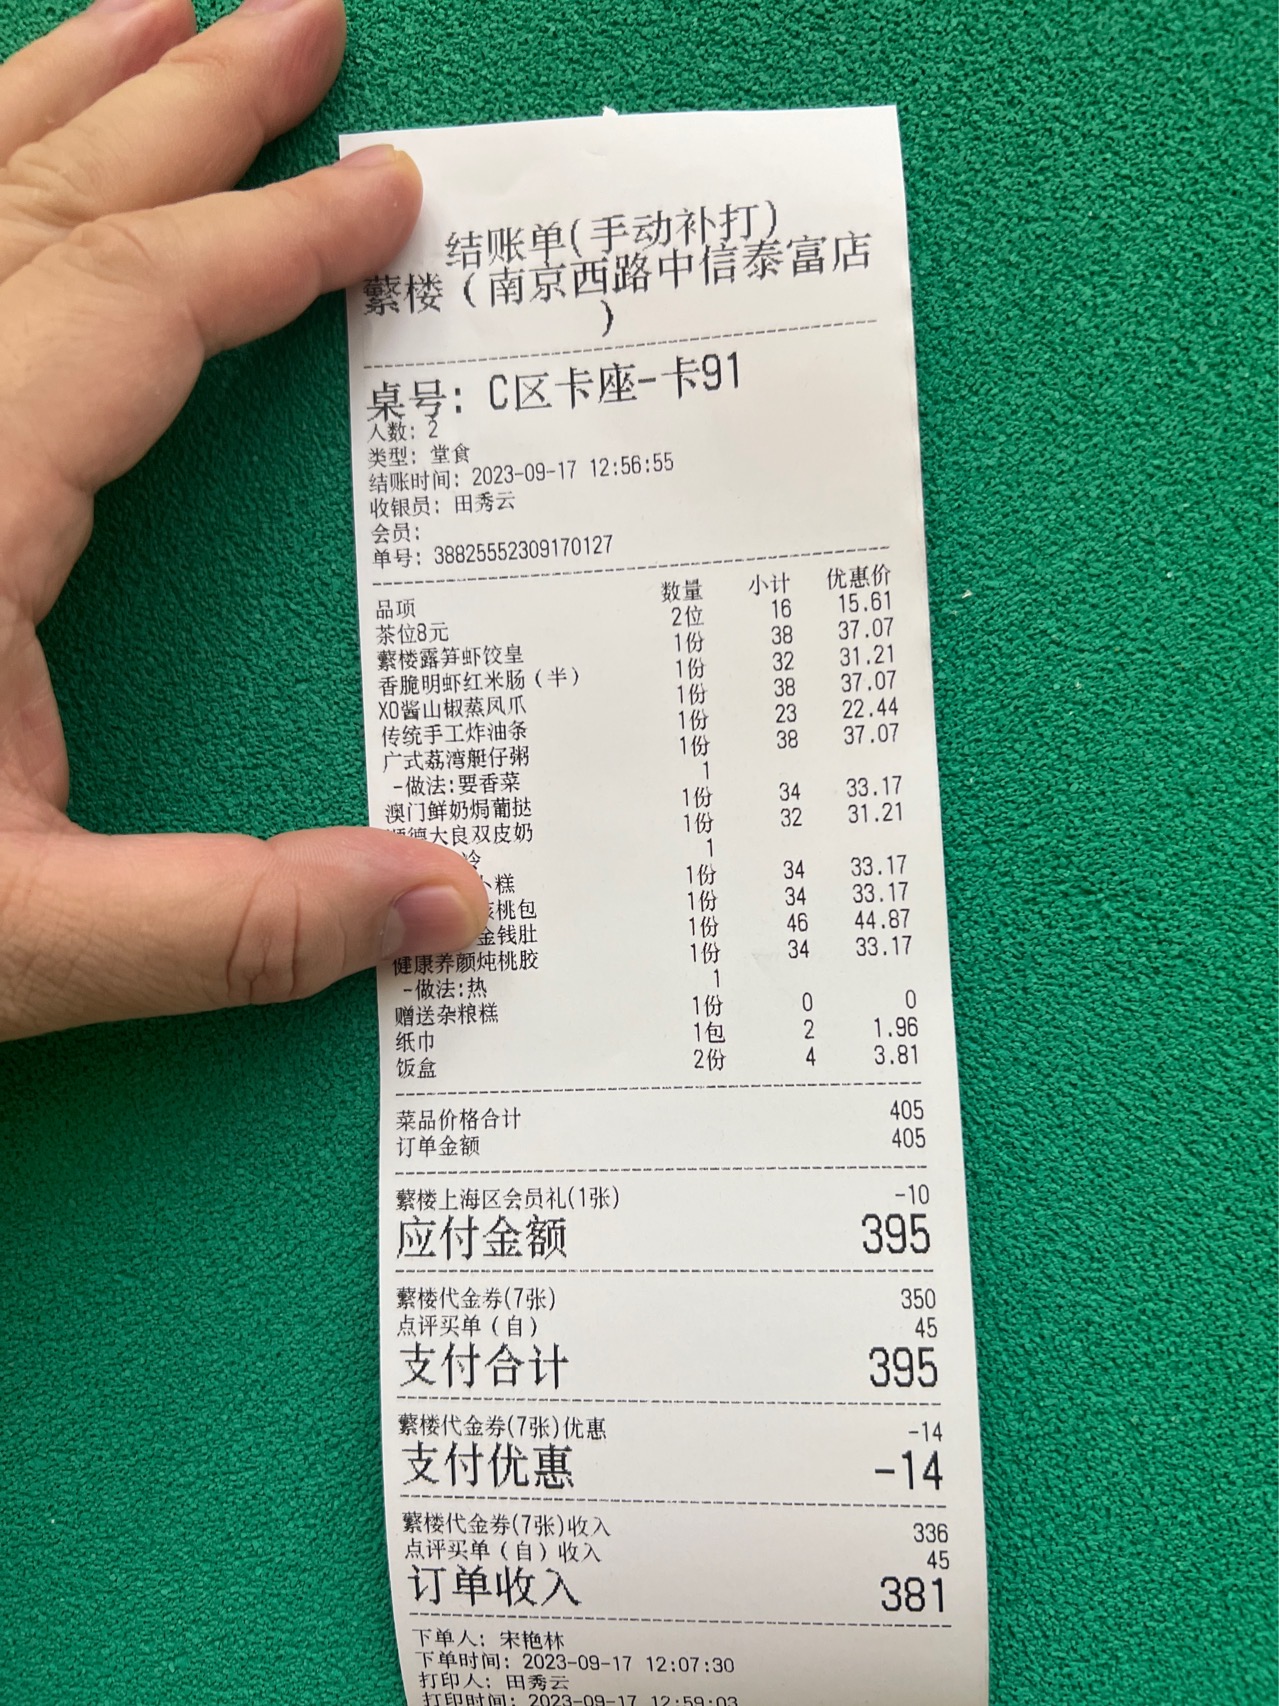 结账单(手动补打)
蘩楼（南京西路中信泰富店
）
桌号: C区卡座-卡91
人数: 2
类型: 堂食
结账时间: 2023-09-17 12:56:55
收银员: 田秀云
会员:
单号: 38825552309170127
品项 数量 小计 优惠价
茶位8元 2位 16 15.61
蘩楼露笋虾饺皇 1份 38 37.07
香脆明虾红米肠（半） 1份 32 31.21
XO酱山椒蒸凤爪 1份 38 37.07
传统手工炸油条 1份 23 22.44
广式荔湾艇仔粥 1份 38 37.07
-做法:要香菜 1
澳门鲜奶焗葡挞 1份 34 33.17
德大良双皮奶 1份 32 31.21
冷 1
糕 1份 34 33.17
桃包 1份 34 33.17
金钱肚 1份 46 44.87
健康养颜炖桃胶 1份 34 33.17
-做法:热 1
赠送杂粮糕 1份 0 0
纸巾 1包 2 1.96
饭盒 2份 4 3.81
菜品价格合计 405
订单金额 405
蘩楼上海区会员礼(1张) -10
应付金额 395
蘩楼代金券(7张) 350
点评买单（自） 45
支付合计 395
蘩楼代金券(7张)优惠 -14
支付优惠 -14
蘩楼代金券(7张)收入 336
点评买单（自）收入 45
订单收入 381
下单人: 宋艳林
下单时间: 2023-09-17 12:07:30
打印人: 田秀云
打印时间: 2023-09-17 12:59:03